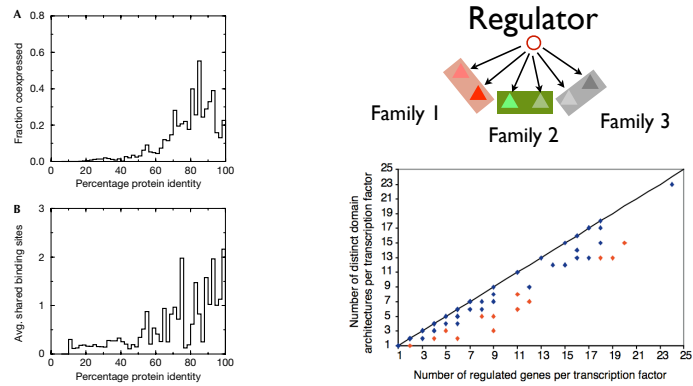 A
Fraction coexpressed
0.8
0.6
0.4
0.2
0.0
0 20 40 60 80 100
Percentage protein identity
B
Avg. shared binding sites
3
2
1
0
0 20 40 60 80 100
Percentage protein identity
Regulator
Family 1
Family 2
Family 3
Number of distinct domain
architectures per transcription factor
25
23
21
19
17
15
13
11
9
7
5
3
1
1 3 5 7 9 11 13 15 17 19 21 23 25
Number of regulated genes per transcription factor